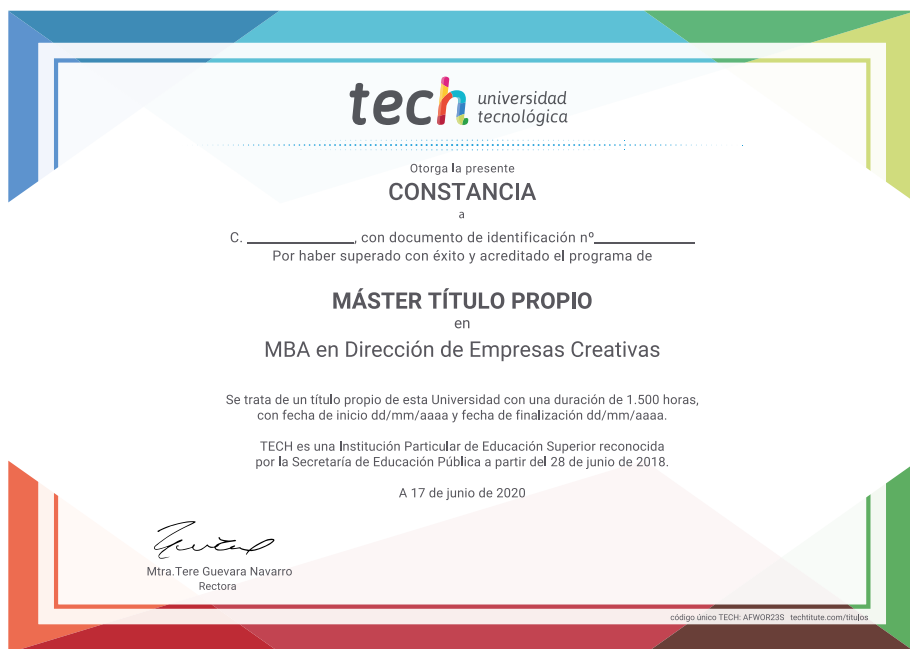 tech universidad
tecnológica
Otorga la presente
CONSTANCIA
a
C. ____________, con documento de identificación nº____________
Por haber superado con éxito y acreditado el programa de
MÁSTER TÍTULO PROPIO
en
MBA en Dirección de Empresas Creativas
Se trata de un título propio de esta Universidad con una duración de 1.500 horas,
con fecha de inicio dd/mm/aaaa y fecha de finalización dd/mm/aaaa.
TECH es una Institución Particular de Educación Superior reconocida
por la Secretaría de Educación Pública a partir del 28 de junio de 2018.
A 17 de junio de 2020
Mtra.Tere Guevara Navarro
Rectora
código único TECH: AFWOR23S techtitute.com/titulos